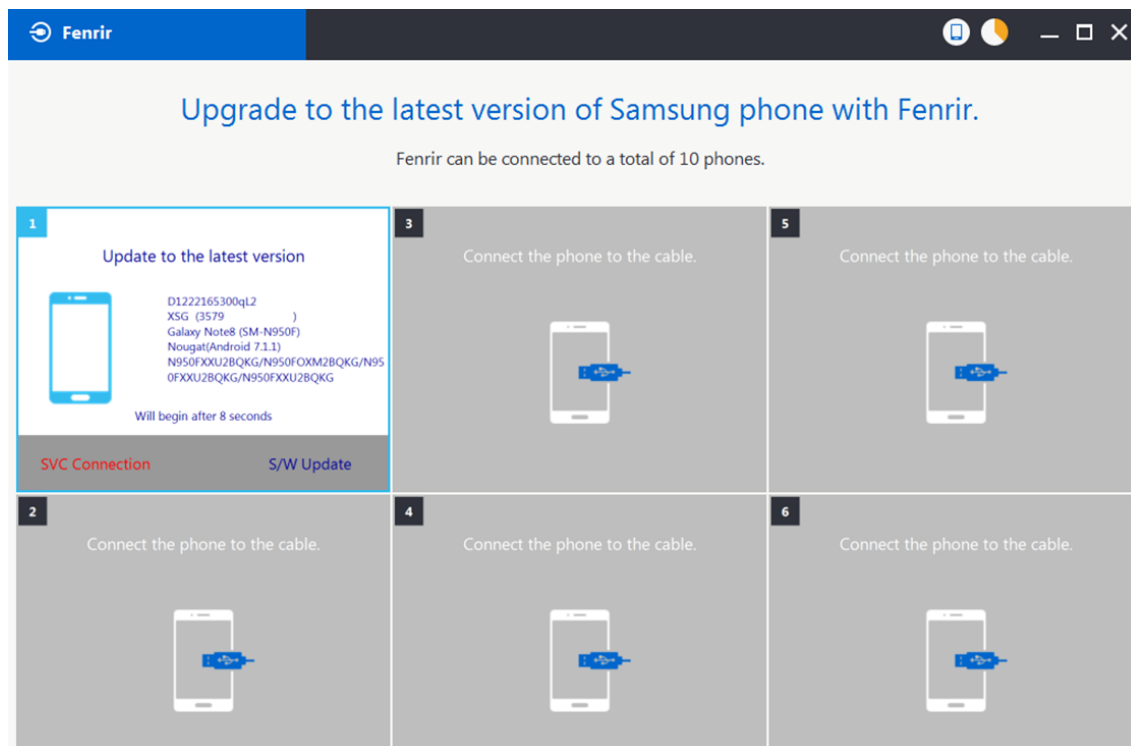 Fenrir
Upgrade to the latest version of Samsung phone with Fenrir.
Fenrir can be connected to a total of 10 phones.
1
Update to the latest version
D1222165300qL2
XSG (3579 )
Galaxy Note8 (SM-N950F)
Nougat(Android 7.1.1)
N950FXXU2BQKG/N950FOXM2BQKG/N95
0FXXU2BQKG/N950FXXU2BQKG
Will begin after 8 seconds
SVC Connection
S/W Update
2
Connect the phone to the cable.
3
Connect the phone to the cable.
4
Connect the phone to the cable.
5
Connect the phone to the cable.
6
Connect the phone to the cable.